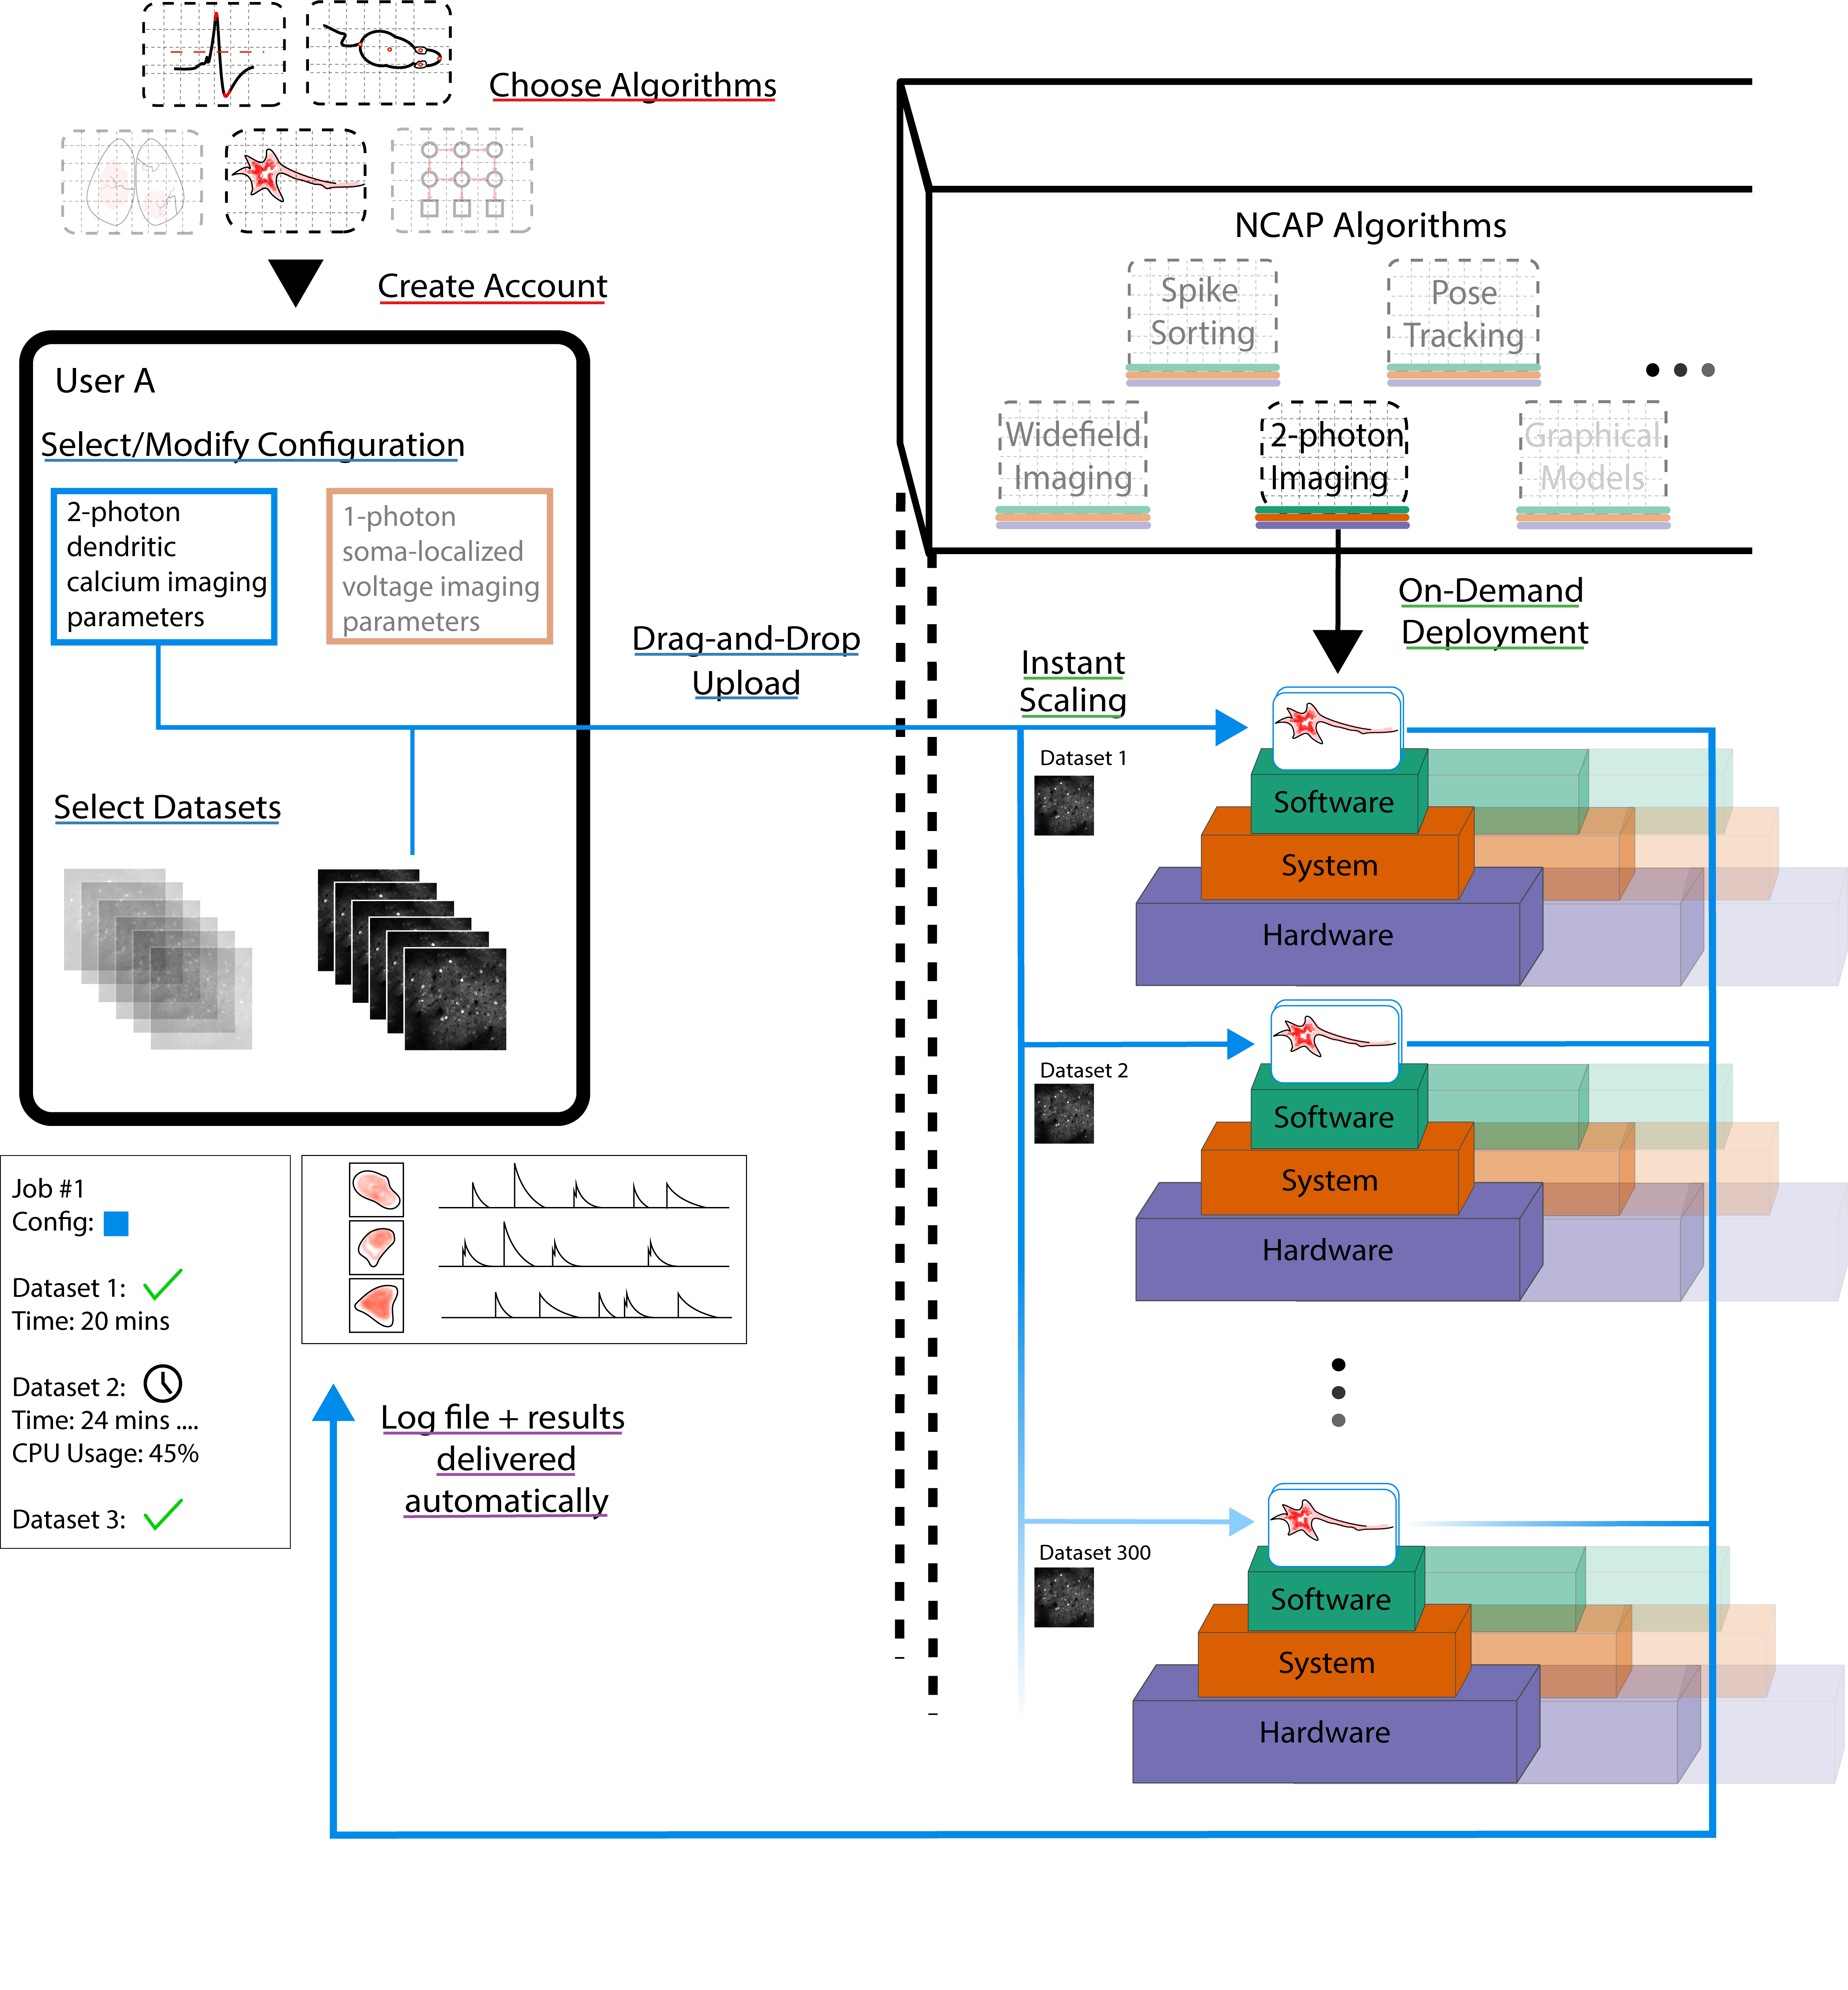 Choose Algorithms
Create Account
User A
Select/Modify Configuration
2-photon
dendritic
calcium imaging
parameters
1-photon
soma-localized
voltage imaging
parameters
Select Datasets
Drag-and-Drop
Upload
NCAP Algorithms
Spike
Sorting
Pose
Tracking
Widefield
Imaging
2-photon
Imaging
Graphical
Models
On-Demand
Deployment
Instant
Scaling
Dataset 1
Software
System
Hardware
Dataset 2
Software
System
Hardware
Dataset 300
Software
System
Hardware
Job #1
Config:
Dataset 1:
Time: 20 mins
Dataset 2:
Time: 24 mins ....
CPU Usage: 45%
Dataset 3:
Log file + results
delivered
automatically